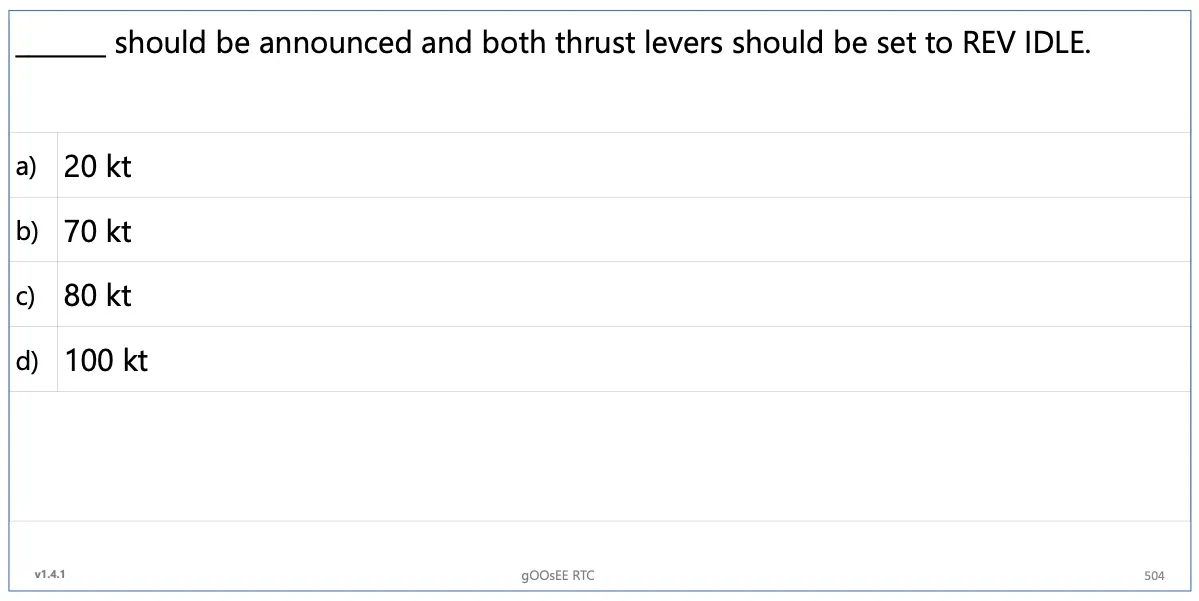 ______ should be announced and both thrust levers should be set to REV IDLE.
a) 20 kt
b) 70 kt
c) 80 kt
d) 100 kt
v1.4.1 gOOsEE RTC 504